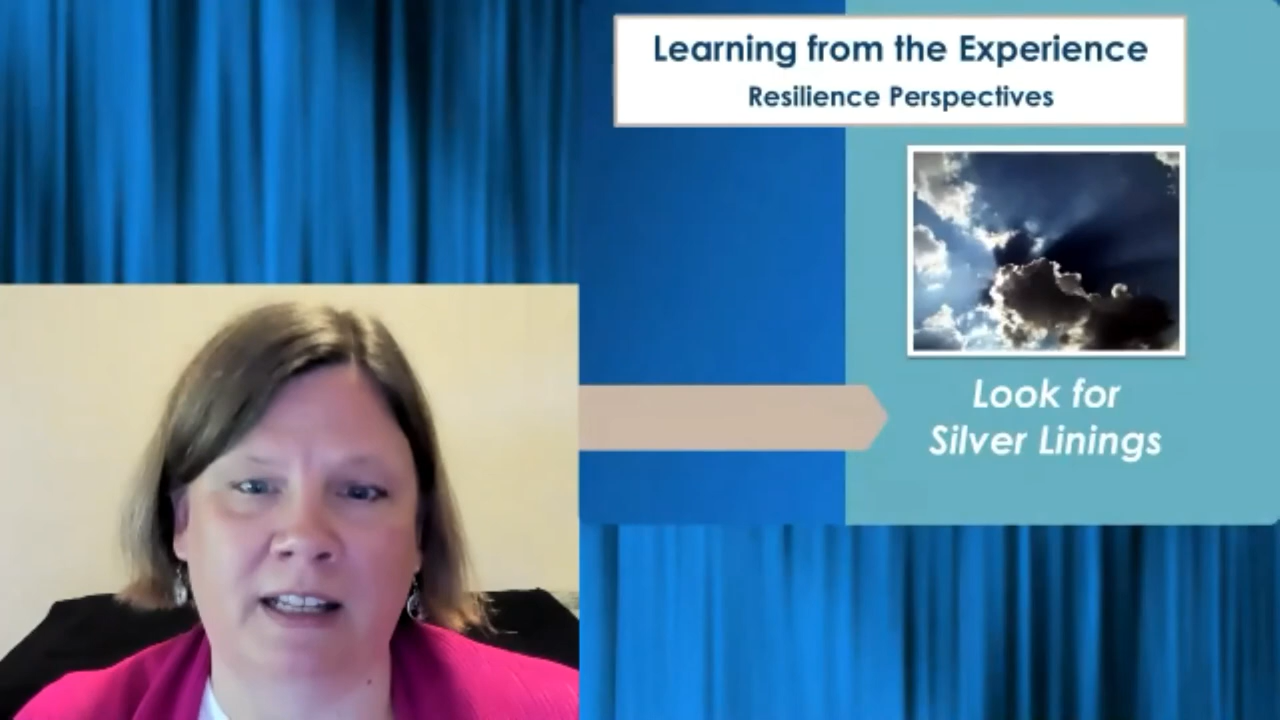 Learning from the Experience
Resilience Perspectives
Look for
Silver Linings